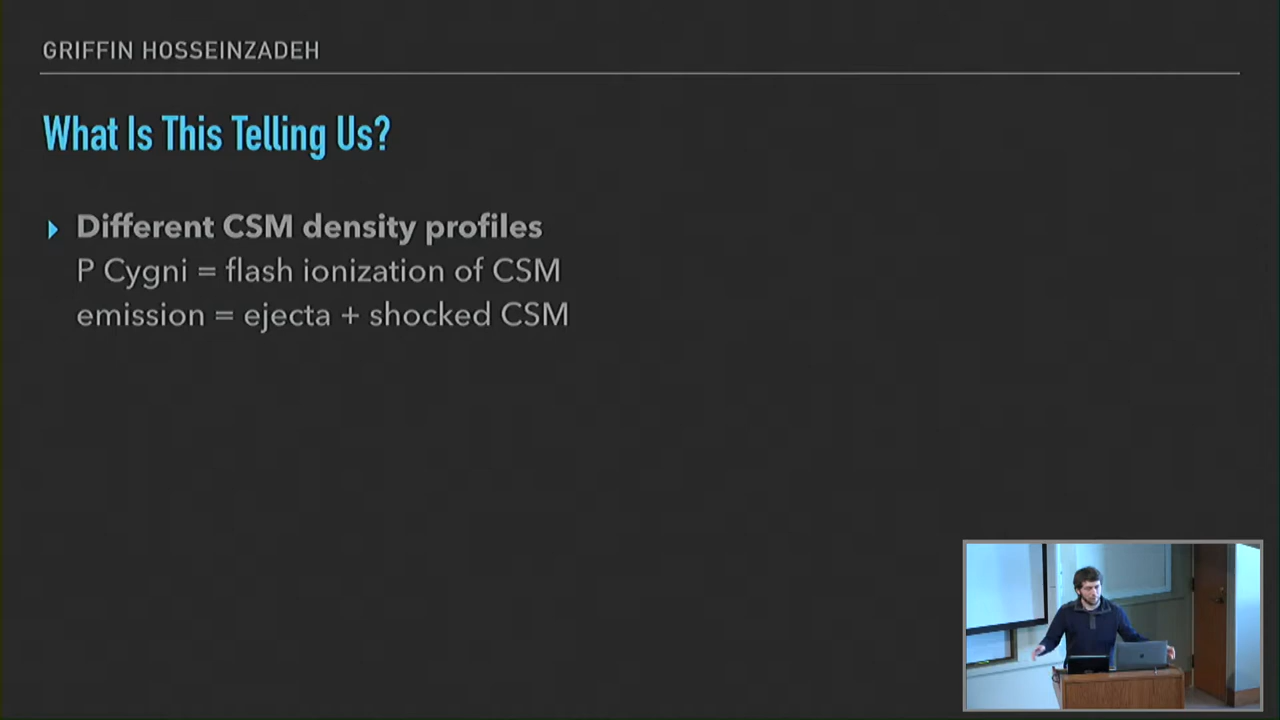 GRIFFIN HOSSEINZADEH
What Is This Telling Us?
Different CSM density profiles
P Cygni = flash ionization of CSM
emission = ejecta + shocked CSM